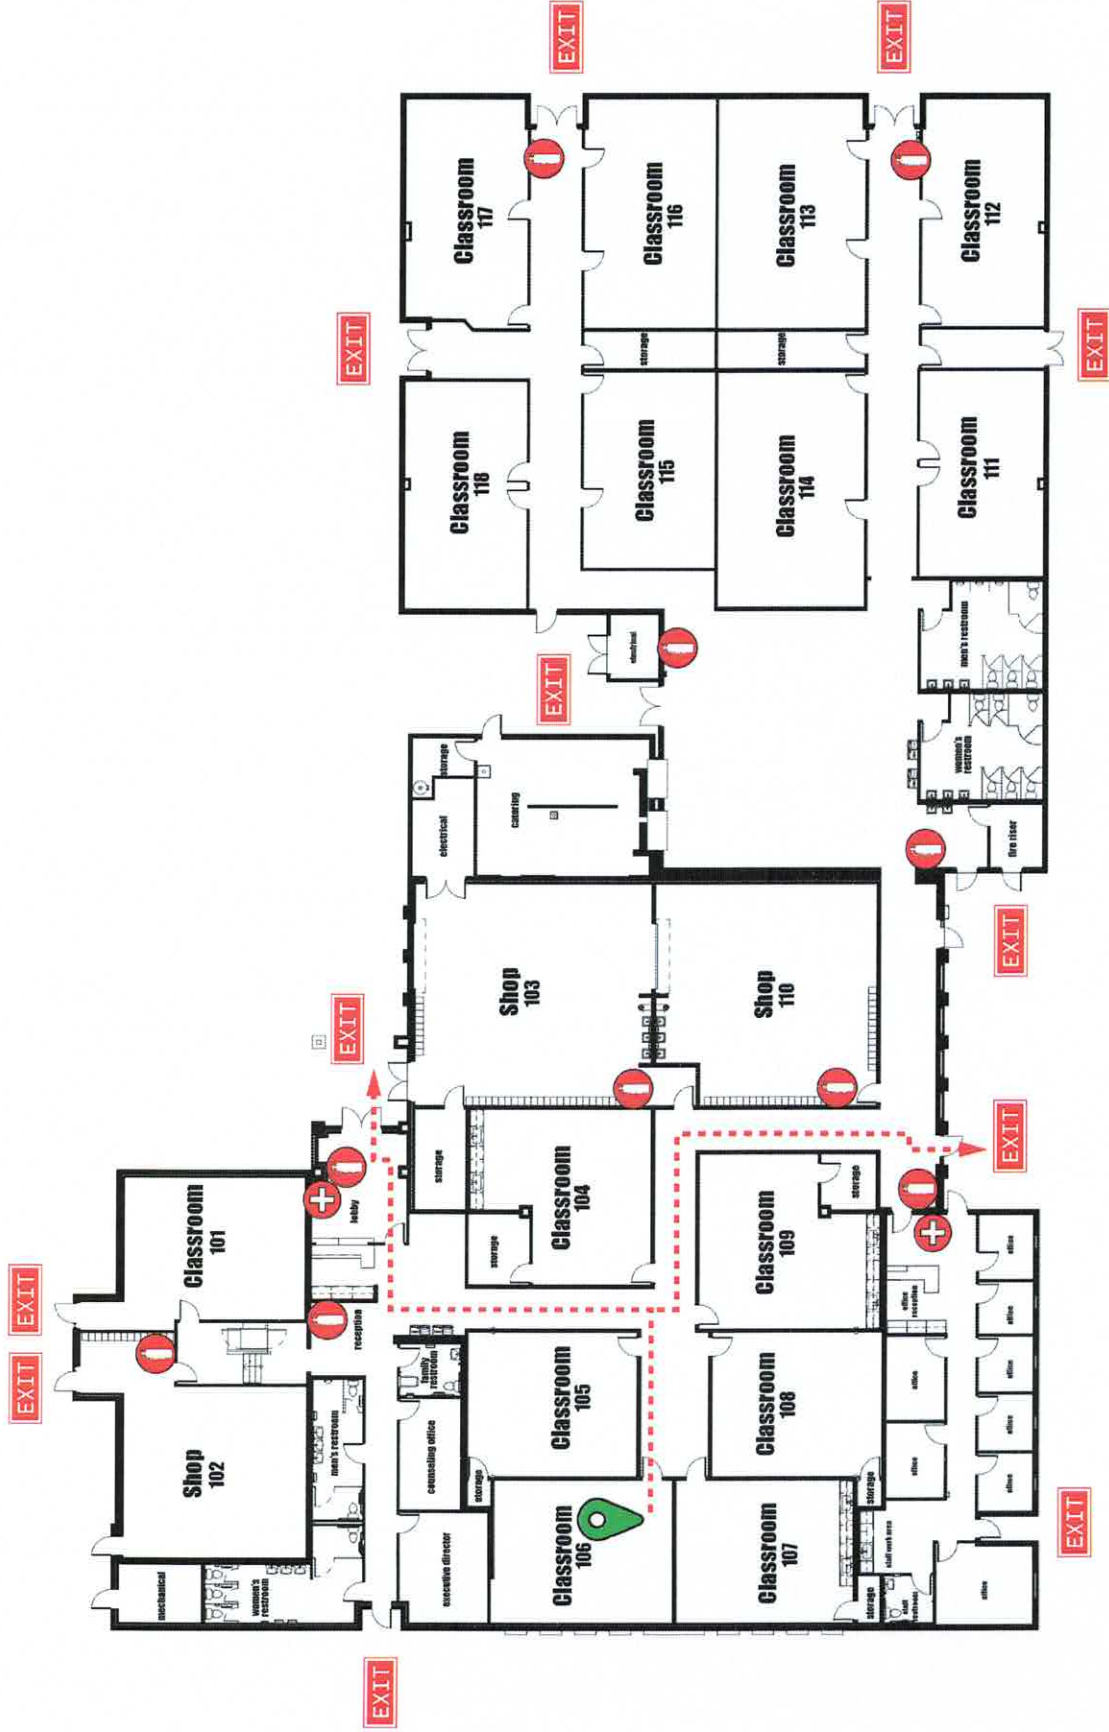 EXIT
EXIT
mechanical
Shop
102
Classroom
101
women's
restroom
men's restroom
reception
lobby
EXIT
EXIT
EXIT
executive director
counseling office
family
restroom
storage
electrical
storage
Classroom
118
Classroom
117
storage
storage
Shop
103
catering
EXIT
EXIT
Classroom
106
Classroom
105
Classroom
104
electrical
Classroom
115
storage
Classroom
116
Classroom
107
Classroom
108
Classroom
109
Shop
110
Classroom
114
storage
Classroom
113
storage
storage
storage
EXIT
staff work area
office
office
office
reception
staff
restroom
women's
restroom
men's restroom
Classroom
111
Classroom
112
office
office
office
office
office
office
EXIT
EXIT
fire riser
EXIT
EXIT